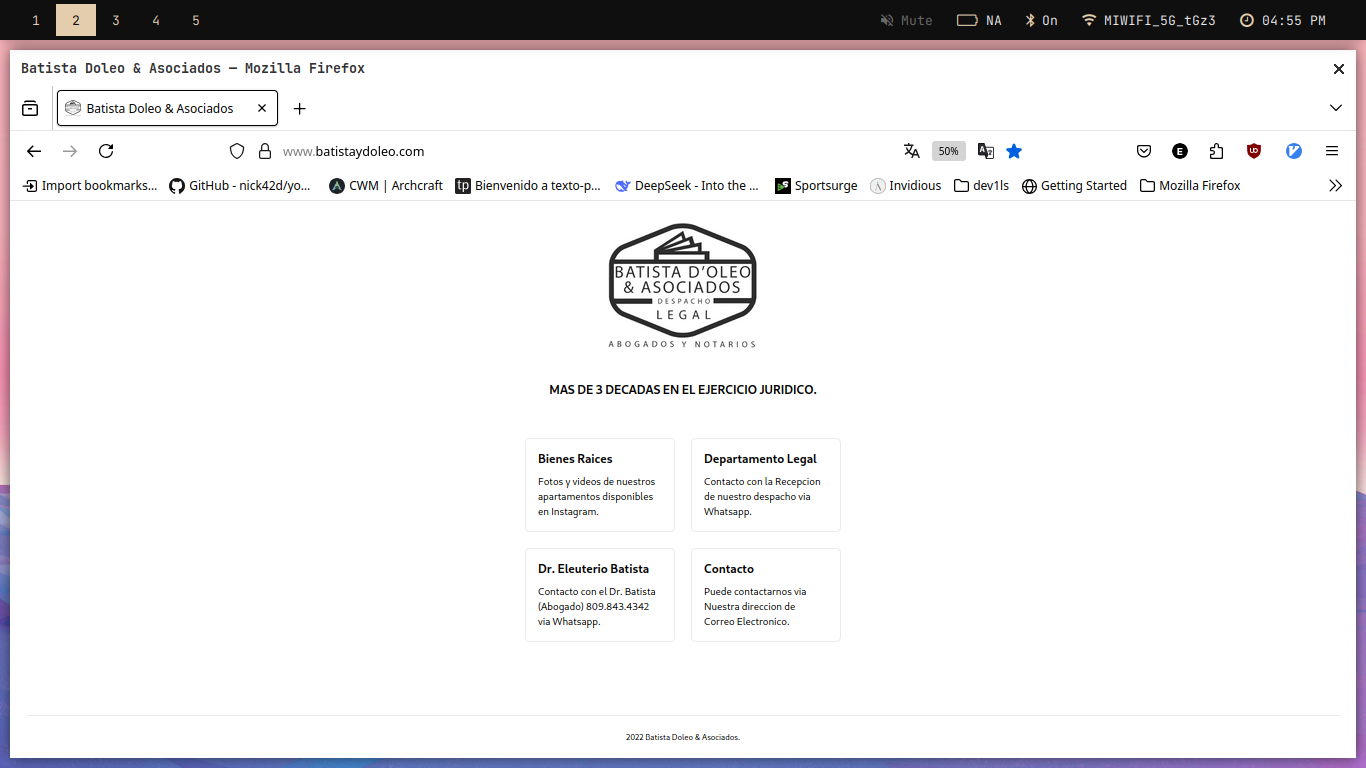 1 2 3 4 5 Mute NA On MIWIFI_5G_tGz3 04:55 PM
Batista Doleo & Asociados — Mozilla Firefox
Batista Doleo & Asociados
www.batistaydoleo.com 50%
Import bookmarks... GitHub - nick42d/yo... CWM | Archcraft tp Bienvenido a texto-p... DeepSeek - Into the ... Sportsurge Invidious dev1ls Getting Started Mozilla Firefox
BATISTA D'OLEO
& ASOCIADOS
DESPACHO
LEGAL
ABOGADOS Y NOTARIOS
MAS DE 3 DECADAS EN EL EJERCICIO JURIDICO.
Bienes Raices
Fotos y videos de nuestros
apartamentos disponibles
en Instagram.
Departamento Legal
Contacto con la Recepcion
de nuestro despacho via
Whatsapp.
Dr. Eleuterio Batista
Contacto con el Dr. Batista
(Abogado) 809.843.4342
via Whatsapp.
Contacto
Puede contactarnos via
Nuestra direccion de
Correo Electronico.
2022 Batista Doleo & Asociados.